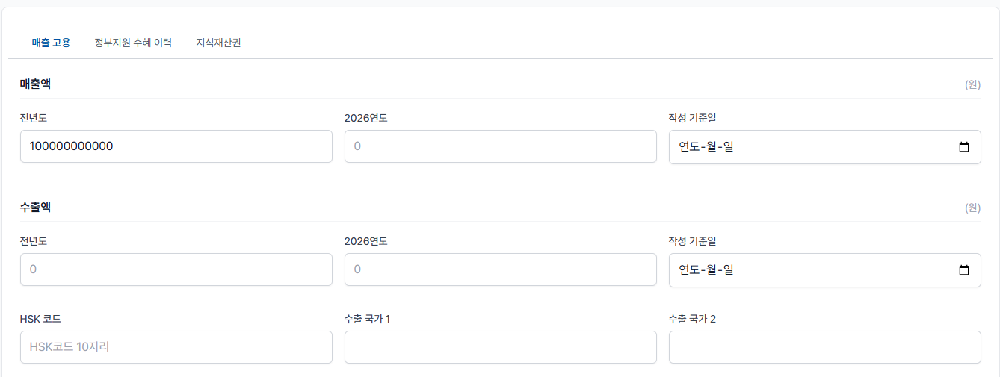 매출 고용 정부지원 수혜 이력 지식재산권
매출액 (원)
전년도 2026연도 작성 기준일
100000000000 0 연도-월-일
수출액 (원)
전년도 2026연도 작성 기준일
0 0 연도-월-일
HSK 코드 수출 국가 1 수출 국가 2
HSK코드 10자리